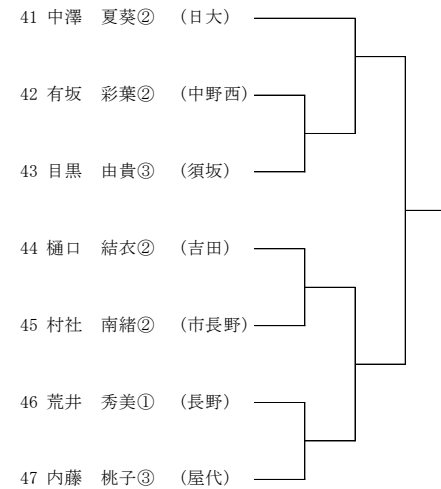 41 中澤　夏葵②　（日大）
42 有坂　彩葉②　（中野西）
43 目黒　由貴③　（須坂）
44 樋口　結衣②　（吉田）
45 村社　南緒②　（市長野）
46 荒井　秀美①　（長野）
47 内藤　桃子③　（屋代）